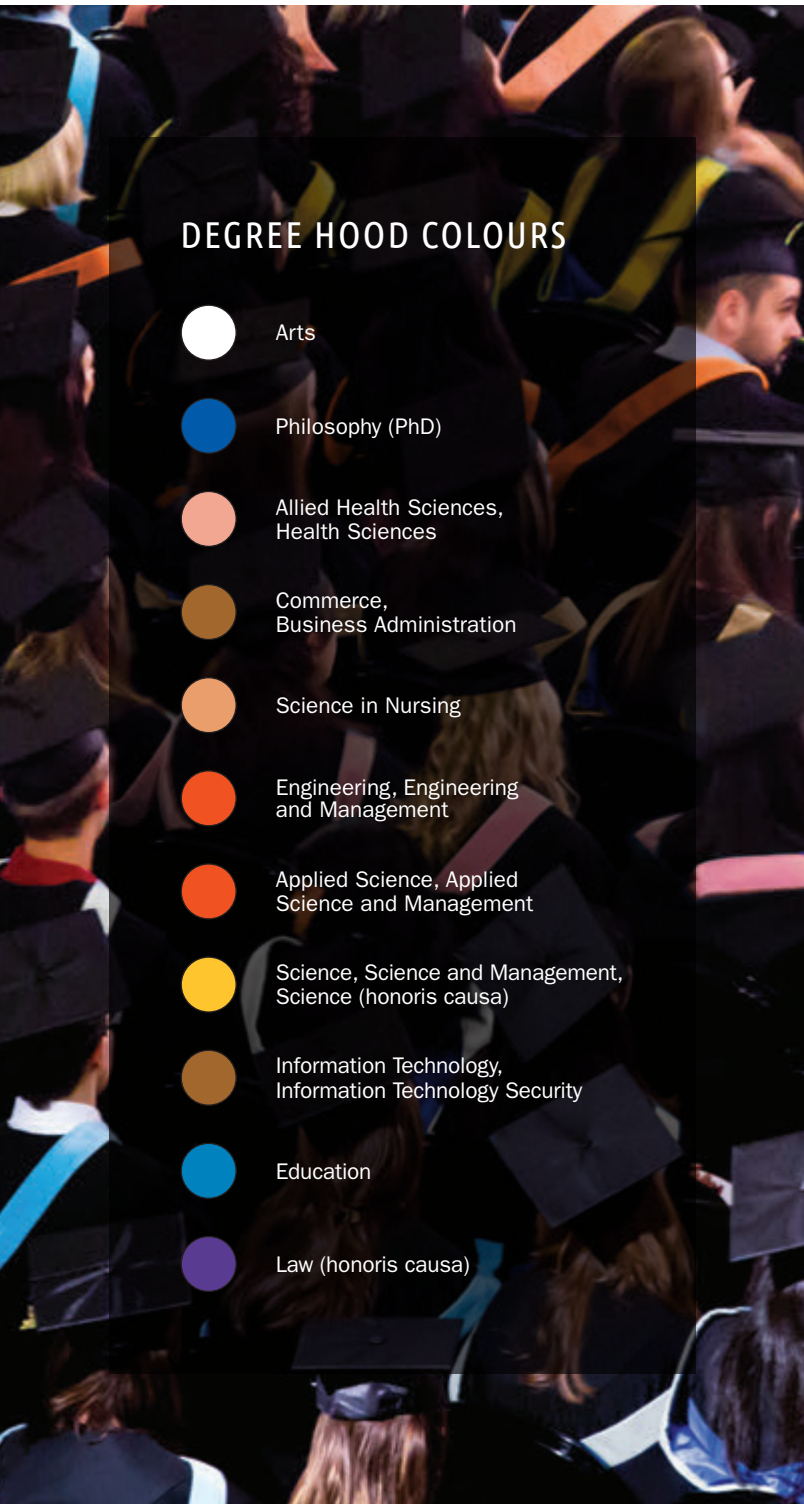 DEGREE HOOD COLOURS
Arts
Philosophy (PhD)
Allied Health Sciences,
Health Sciences
Commerce,
Business Administration
Science in Nursing
Engineering, Engineering
and Management
Applied Science, Applied
Science and Management
Science, Science and Management,
Science (honoris causa)
Information Technology,
Information Technology Security
Education
Law (honoris causa)